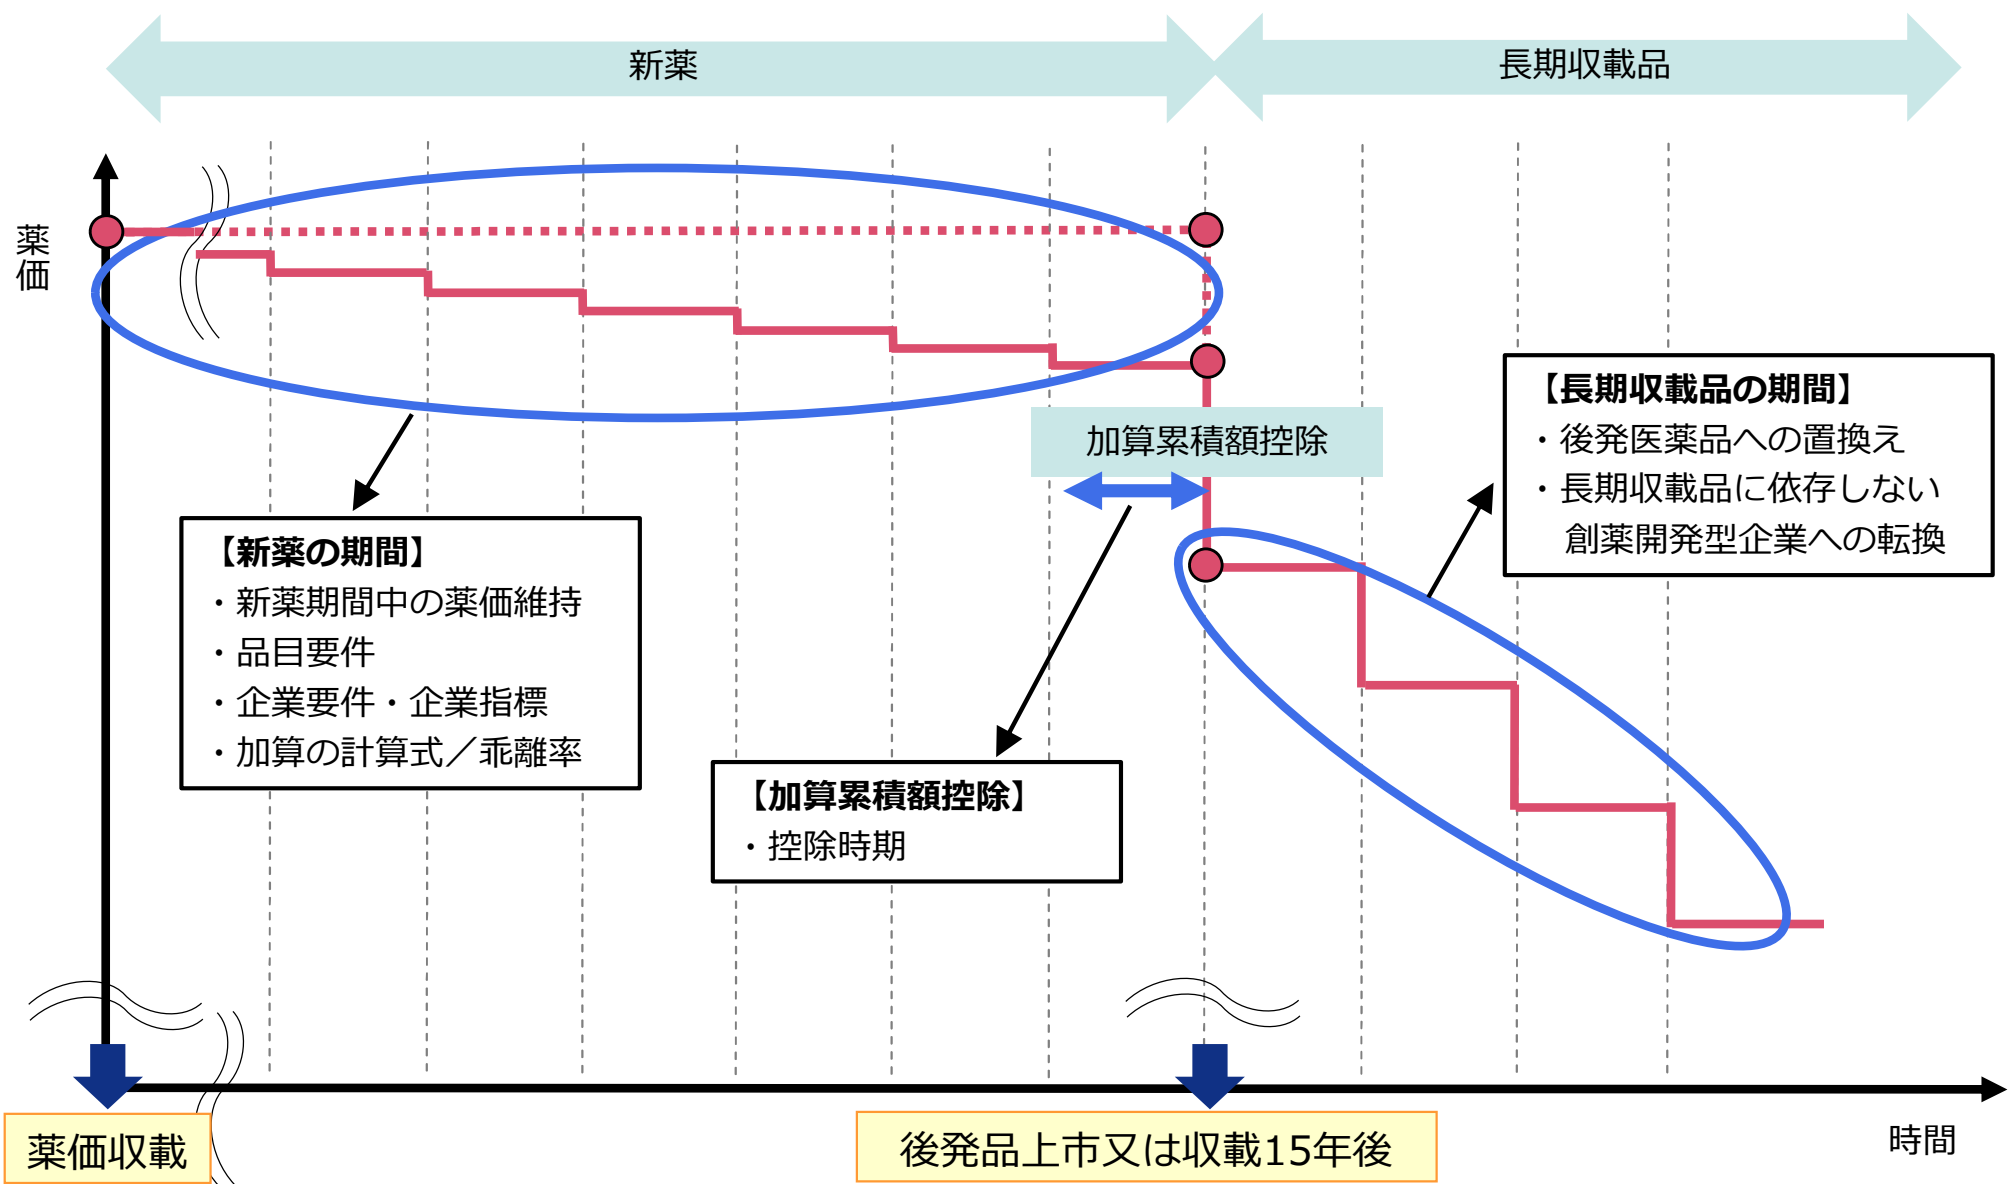 新薬
長期収載品
薬価
【長期収載品の期間】
・後発医薬品への置換え
・長期収載品に依存しない
創薬開発型企業への転換
加算累積額控除
【新薬の期間】
・新薬期間中の薬価維持
・品目要件
・企業要件・企業指標
・加算の計算式／乖離率
【加算累積額控除】
・控除時期
薬価収載
後発品上市又は収載15年後
時間